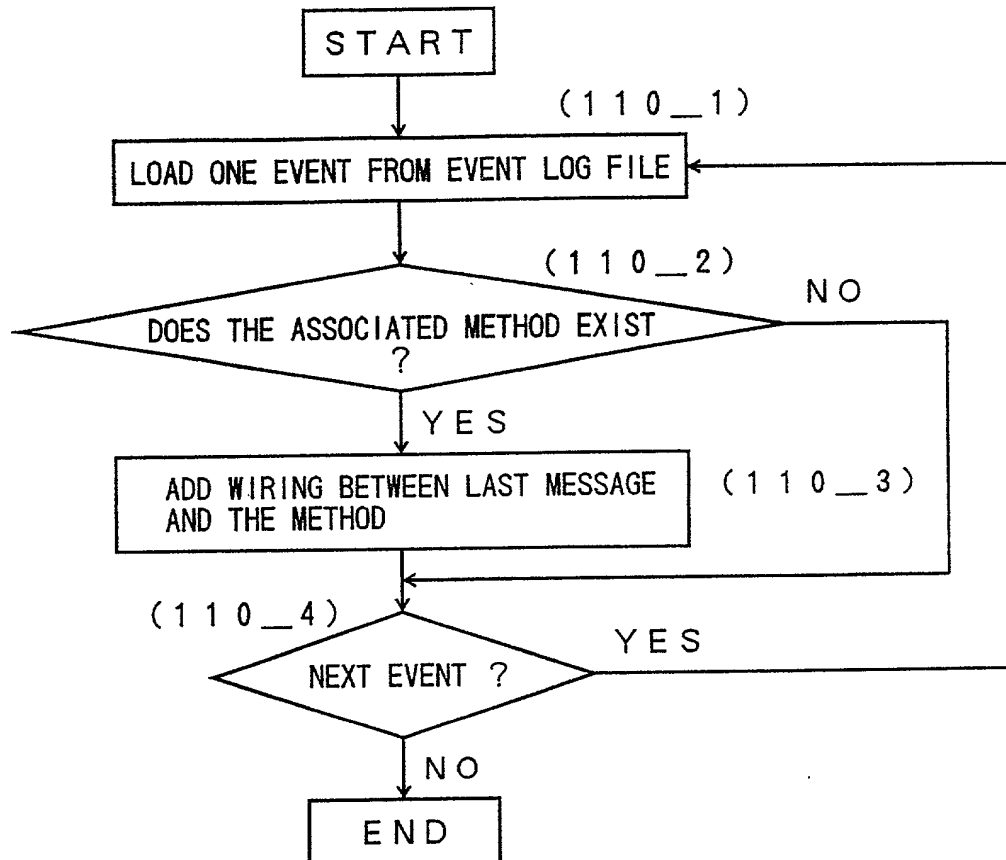 START
(110_1)
LOAD ONE EVENT FROM EVENT LOG FILE
(110_2)
NO
DOES THE ASSOCIATED METHOD EXIST
?
YES
ADD WIRING BETWEEN LAST MESSAGE
AND THE METHOD
(110_3)
(110_4)
YES
NEXT EVENT ?
NO
END